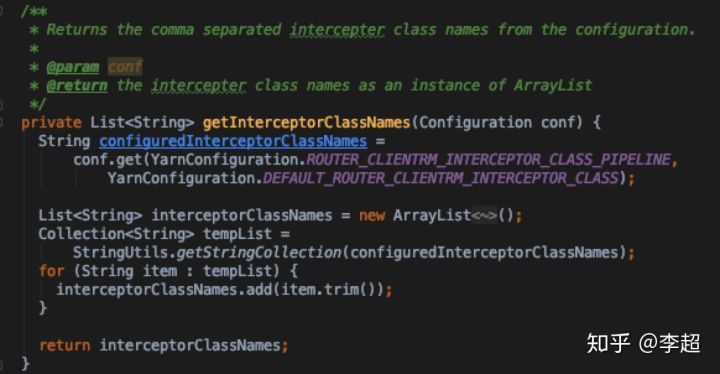 /**
 * Returns the comma separated intercepter class names from the configuration.
 *
 * @param conf
 * @return the intercepter class names as an instance of ArrayList
 */
private List<String> getInterceptorClassNames(Configuration conf) {
  String configuredInterceptorClassNames =
      conf.get(YarnConfiguration.ROUTER_CLIENTRM_INTERCEPTOR_CLASS_PIPELINE,
          YarnConfiguration.DEFAULT_ROUTER_CLIENTRM_INTERCEPTOR_CLASS);

  List<String> interceptorClassNames = new ArrayList<~>();
  Collection<String> tempList =
      StringUtils.getStringCollection(configuredInterceptorClassNames);
  for (String item : tempList) {
    interceptorClassNames.add(item.trim());
  }

  return interceptorClassNames;
}
知乎 @李超